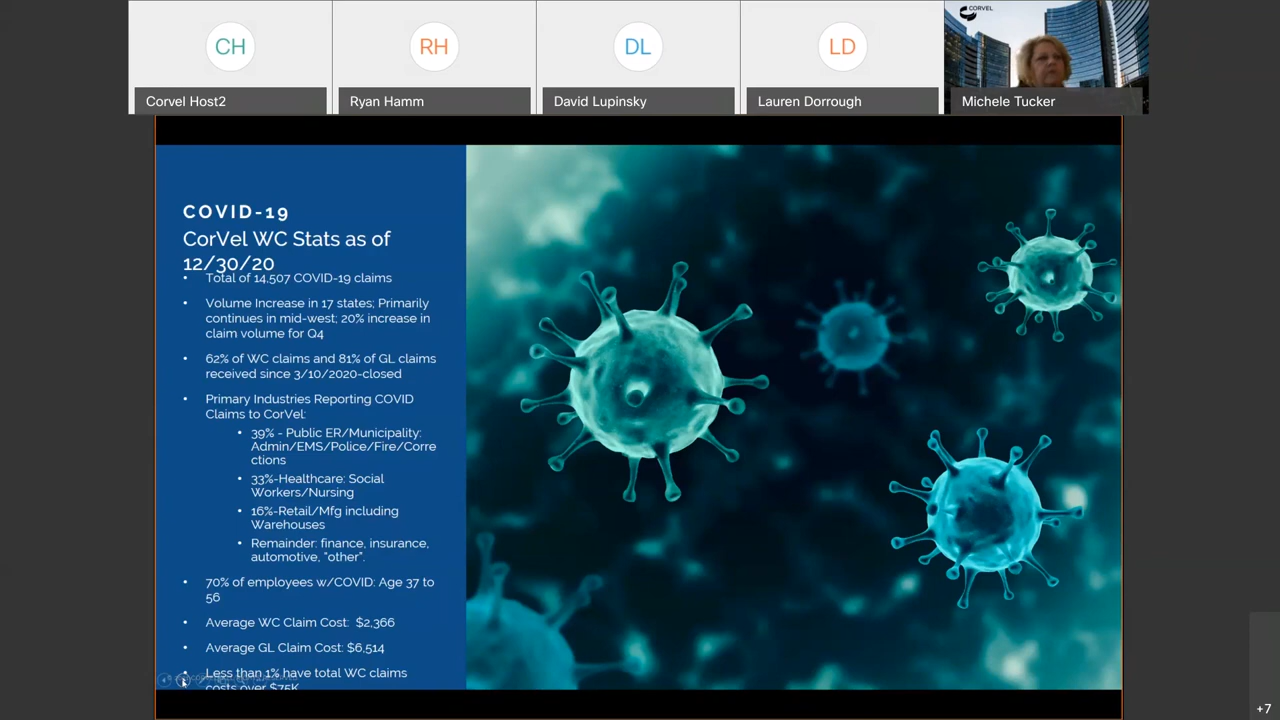 CH
RH
DL
LD
CORVEL
Corvel Host2
Ryan Hamm
David Lupinsky
Lauren Dorrough
Michele Tucker
COVID-19
CorVel WC Stats as of
12/30/20
• Total of 14,507 COVID-19 claims
• Volume Increase in 17 states; Primarily
continues in mid-west; 20% increase in
claim volume for Q4
• 62% of WC claims and 81% of GL claims
received since 3/10/2020-closed
• Primary Industries Reporting COVID
Claims to CorVel:
• 39% - Public ER/Municipality:
Admin/EMS/Police/Fire/Corre
ctions
• 33%-Healthcare: Social
Workers/Nursing
• 16%-Retail/Mfg including
Warehouses
• Remainder: finance, insurance,
automotive, "other".
• 70% of employees w/COVID: Age 37 to
56
• Average WC Claim Cost: $2,366
• Average GL Claim Cost: $6,514
• Less than 1% have total WC claims
costs over $75K
+7